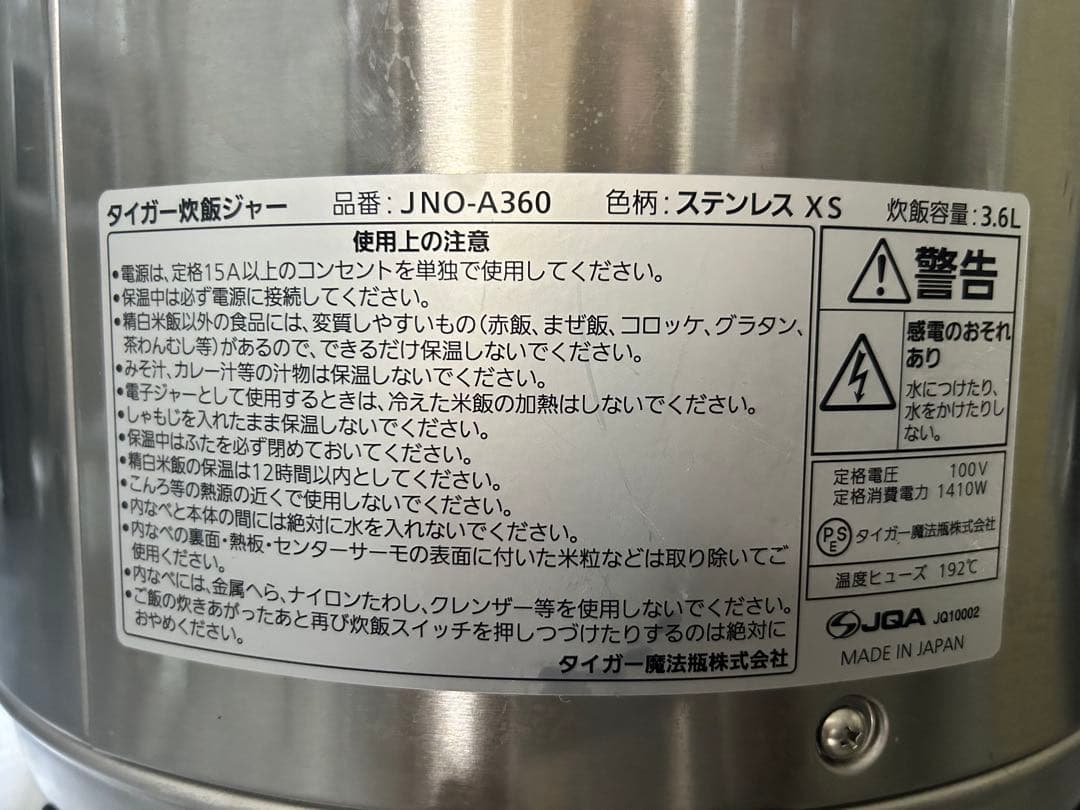 タイガー炊飯ジャー 品番:JNO-A360 色柄:ステンレス XS 炊飯容量:3.6L
使用上の注意
•電源は、定格15A以上のコンセントを単独で使用してください。
•保温中は必ず電源に接続してください。
•精白米飯以外の食品には、変質しやすいもの(赤飯、まぜ飯、コロッケ、グラタン、
茶わんむし等)があるので、できるだけ保温しないでください。
•みそ汁、カレー汁等の汁物は保温しないでください。
•電子ジャーとして使用するときは、冷えた米飯の加熱はしないでください。
•しゃもじを入れたまま保温しないでください。
•保温中はふたを必ず閉めておいてください。
•精白米飯の保温は12時間以内としてください。
•こんろ等の熱源の近くで使用しないでください。
•内なべと本体の間には絶対に水を入れないでください。
•内なべの裏面・熱板・センターサーモの表面に付いた米粒などは取り除いてご
使用ください。
•内なべには、金属へら、ナイロンたわし、クレンザー等を使用しないでください。
•ご飯の炊きあがったあと再び炊飯スイッチを押しつづけたりするのは絶対に
おやめください。
タイガー魔法瓶株式会社
警告
感電のおそれ
あり
水につけたり、
水をかけたりし
ない。
定格電圧 100V
定格消費電力 1410W
PSE タイガー魔法瓶株式会社
温度ヒューズ 192℃
JQA JQ10002
MADE IN JAPAN